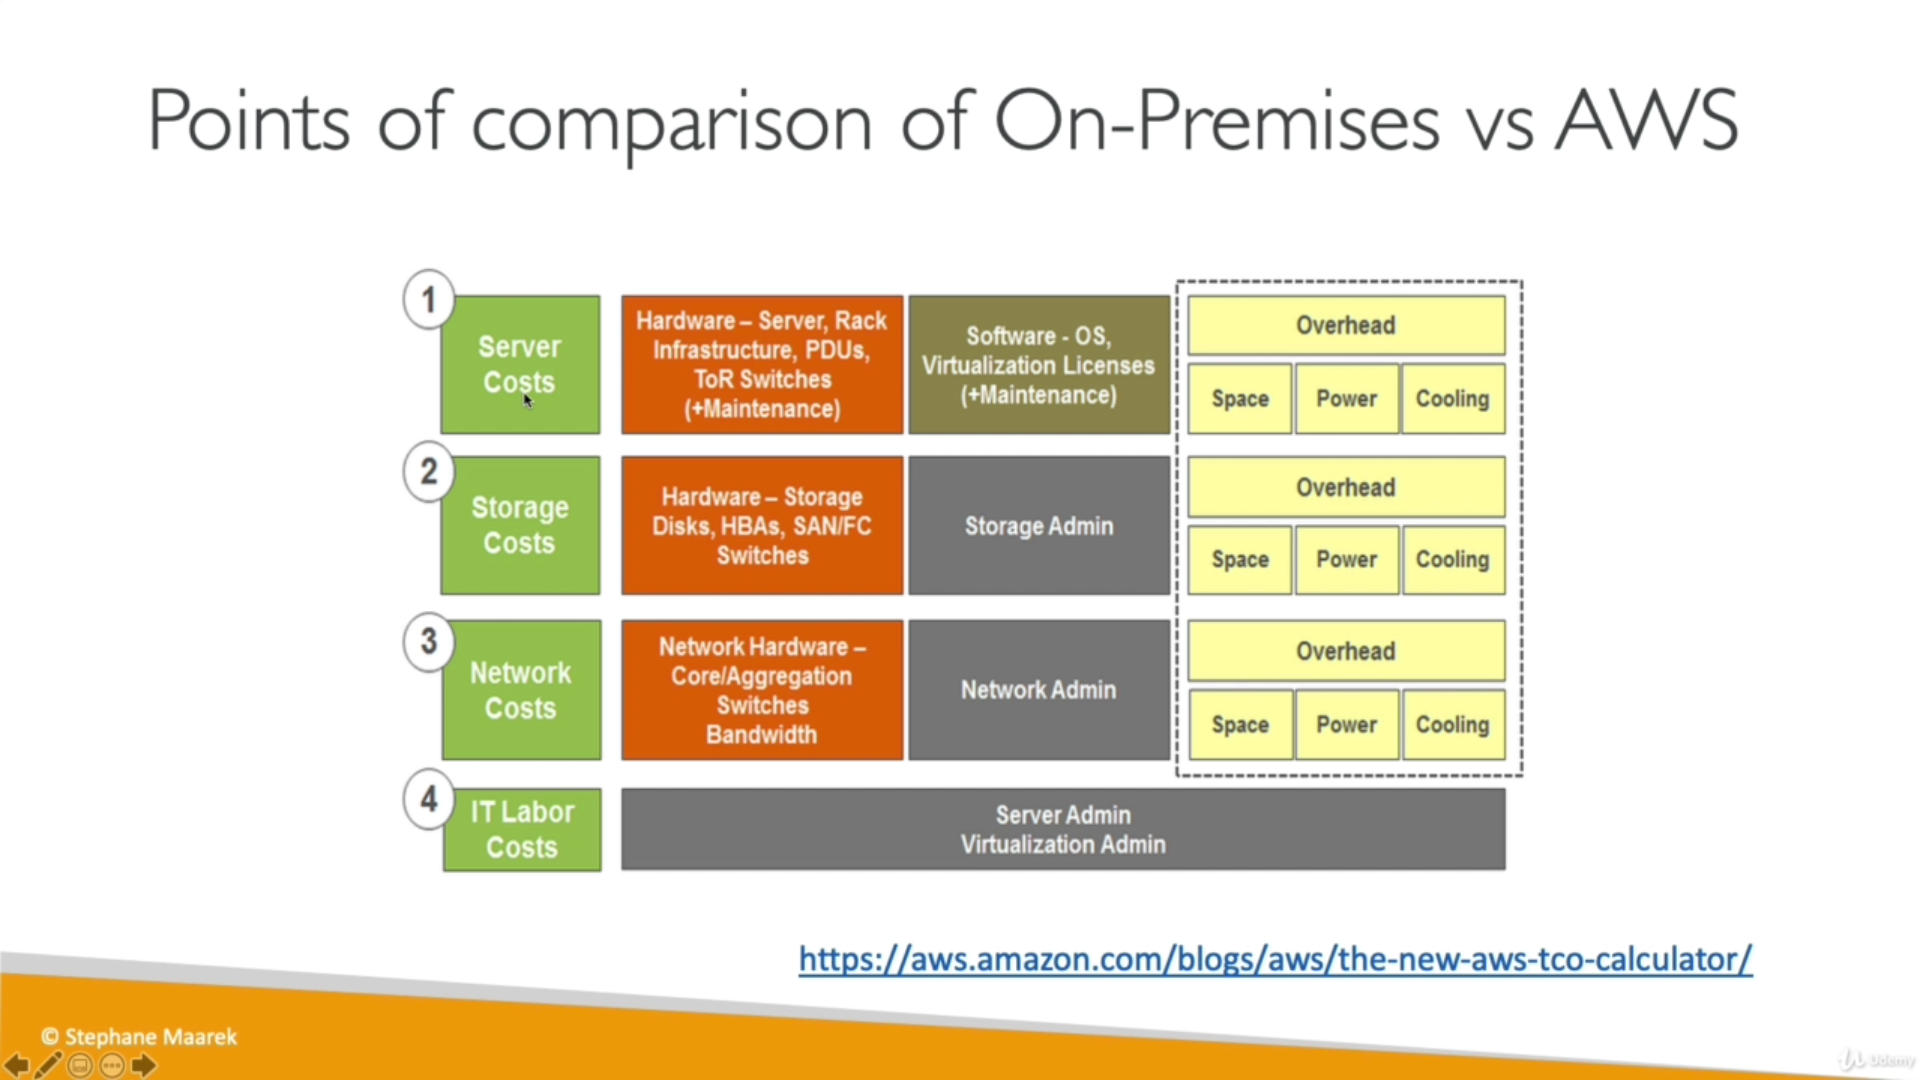 Points of comparison of On-Premises vs AWS
1
Server
Costs
Hardware – Server, Rack
Infrastructure, PDUs,
ToR Switches
(+Maintenance)
Software - OS,
Virtualization Licenses
(+Maintenance)
Overhead
Space
Power
Cooling
2
Storage
Costs
Hardware – Storage
Disks, HBAs, SAN/FC
Switches
Storage Admin
Overhead
Space
Power
Cooling
3
Network
Costs
Network Hardware –
Core/Aggregation
Switches
Bandwidth
Network Admin
Overhead
Space
Power
Cooling
4
IT Labor
Costs
Server Admin
Virtualization Admin
https://aws.amazon.com/blogs/aws/the-new-aws-tco-calculator/
© Stephane Maarek
Udemy